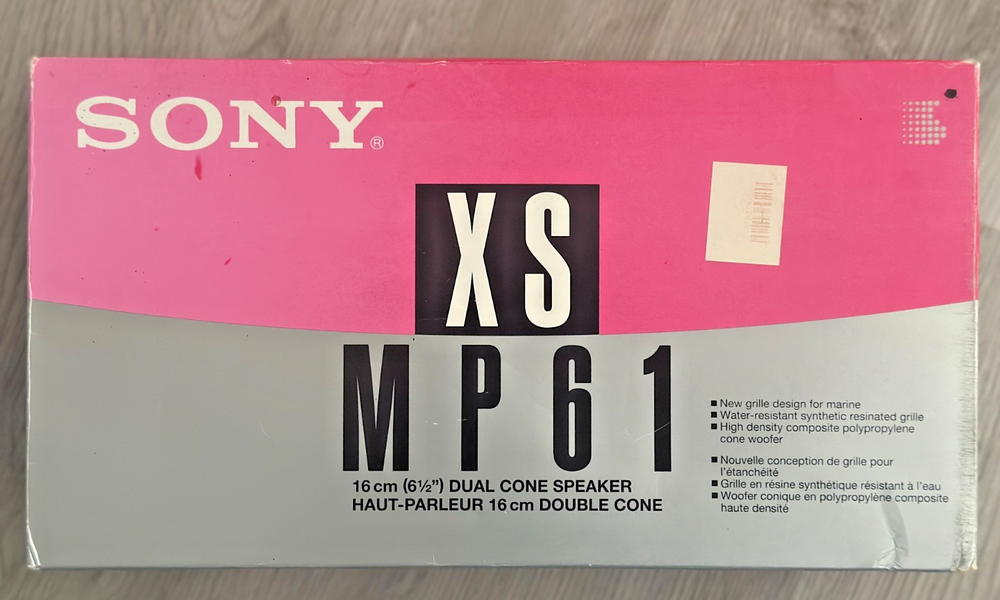 SONY®
XS
MP61
16 cm (6½”) DUAL CONE SPEAKER
HAUT-PARLEUR 16 cm DOUBLE CONE
■ New grille design for marine
■ Water-resistant synthetic resinated grille
■ High density composite polypropylene
cone woofer
■ Nouvelle conception de grille pour
l'étanchéité
■ Grille en résine synthétique résistant à l'eau
■ Woofer conique en polypropylène composite
haute densité